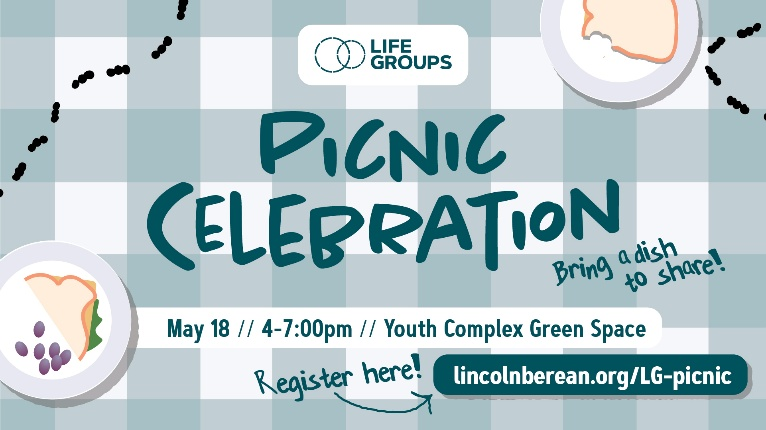 LIFE
GROUPS
PICNIC
CELEBRATION
Bring a dish
to share!
May 18 // 4-7:00pm // Youth Complex Green Space
Register here!
lincolnberean.org/LG-picnic